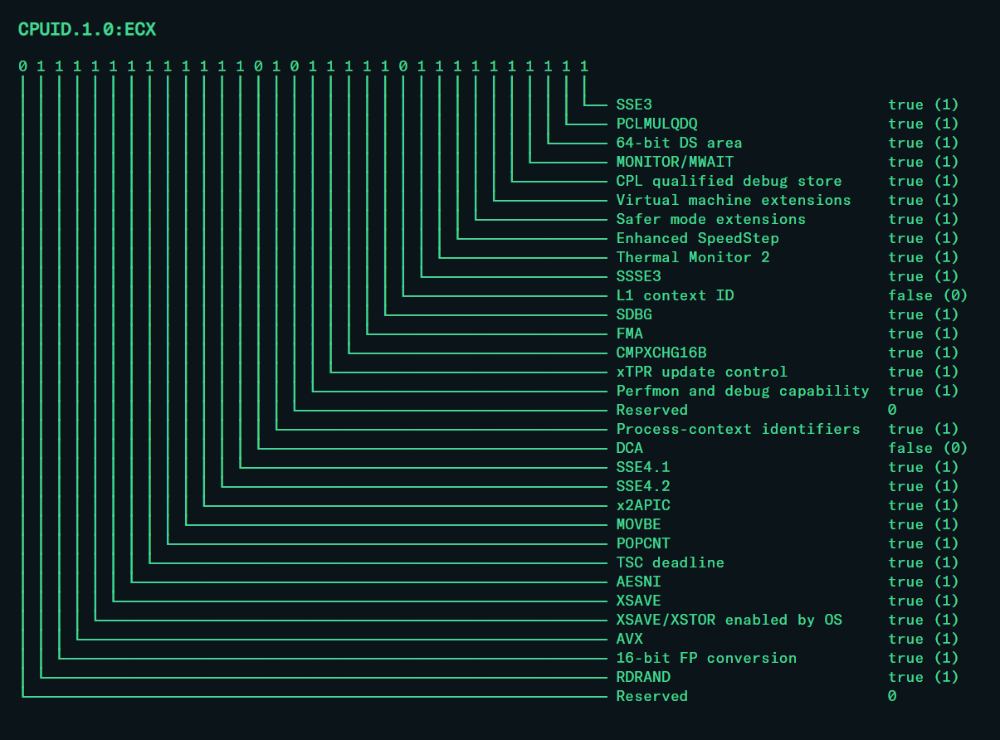 CPUID.1.0:ECX
0 1 1 1 1 1 1 1 1 1 1 1 1 0 1 0 1 1 1 1 1 0 1 1 1 1 1 1 1 1 1 1
SSE3 true (1)
PCLMULQDQ true (1)
64-bit DS area true (1)
MONITOR/MWAIT true (1)
CPL qualified debug store true (1)
Virtual machine extensions true (1)
Safer mode extensions true (1)
Enhanced SpeedStep true (1)
Thermal Monitor 2 true (1)
SSSE3 true (1)
L1 context ID false (0)
SDBG true (1)
FMA true (1)
CMPXCHG16B true (1)
xTPR update control true (1)
Perfmon and debug capability true (1)
Reserved 0
Process-context identifiers true (1)
DCA false (0)
SSE4.1 true (1)
SSE4.2 true (1)
x2APIC true (1)
MOVBE true (1)
POPCNT true (1)
TSC deadline true (1)
AESNI true (1)
XSAVE true (1)
XSAVE/XSTOR enabled by OS true (1)
AVX true (1)
16-bit FP conversion true (1)
RDRAND true (1)
Reserved 0